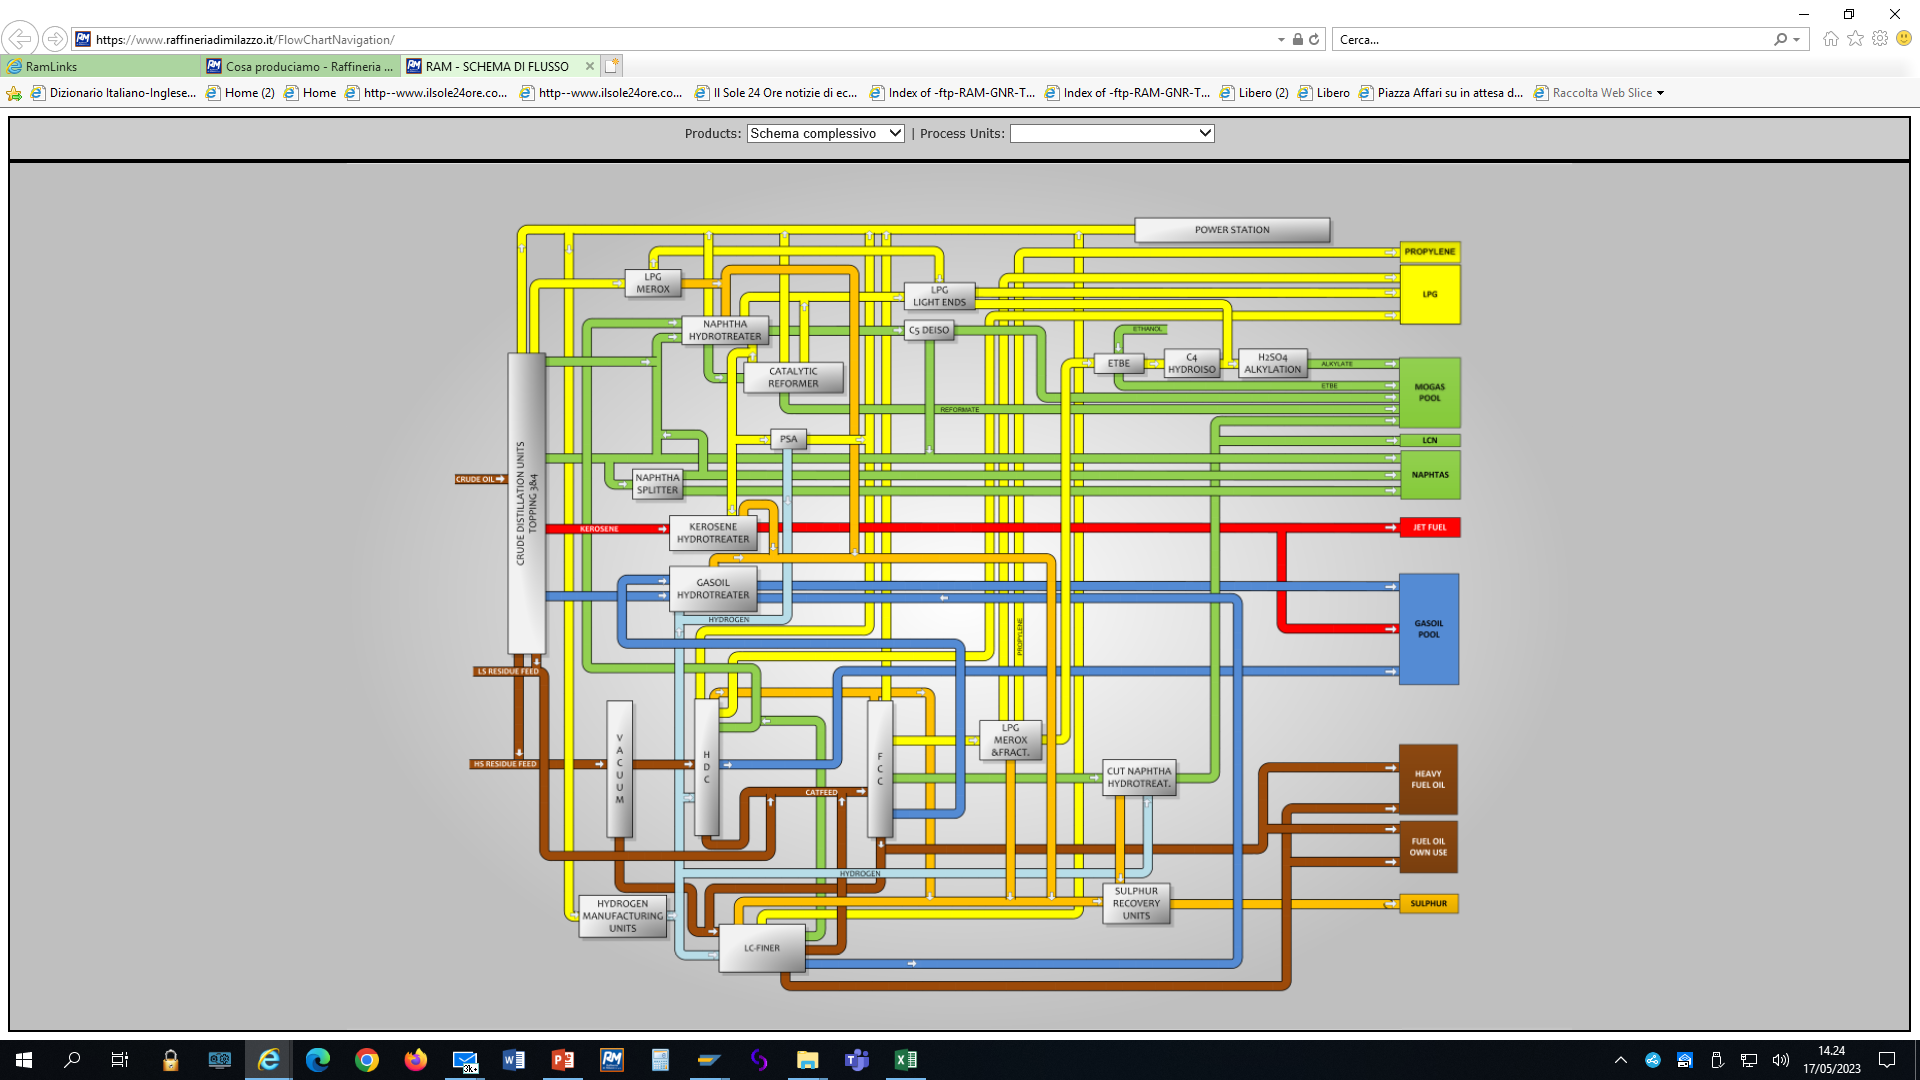 https://www.raffineriadimilazzo.it/FlowChartNavigation/
Cerca...
RamLinks
Cosa produciamo - Raffineria ...
RAM - SCHEMA DI FLUSSO
Dizionario Italiano-Inglese...
Home (2)
Home
http--www.ilsole24ore.co...
http--www.ilsole24ore.co...
Il Sole 24 Ore notizie di ec...
Index of -ftp-RAM-GNR-T...
Index of -ftp-RAM-GNR-T...
Libero (2)
Libero
Piazza Affari su in attesa d...
Raccolta Web Slice
Products: Schema complessivo | Process Units:
POWER STATION
PROPYLENE
LPG
MEROX
LPG
LIGHT ENDS
LPG
NAPHTHA
HYDROTREATER
C5 DEISO
ETHANOL
ETBE
C4
HYDROISO
H2SO4
ALKYLATION
ALKYLATE
CATALYTIC
REFORMER
ETBE
MOGAS
POOL
REFORMATE
PSA
LCN
CRUDE OIL
CRUDE DISTILLATION UNITS
TOPPING 3&4
NAPHTHA
SPLITTER
NAPHTAS
KEROSENE
KEROSENE
HYDROTREATER
JET FUEL
GASOIL
HYDROTREATER
HYDROGEN
PROPYLENE
GASOIL
POOL
LS RESIDUE FEED
HS RESIDUE FEED
VACUUM
HDC
FCC
LPG
MEROX
&FRACT.
CUT NAPHTHA
HYDROTREAT.
CATFEED
HEAVY
FUEL OIL
FUEL OIL
OWN USE
HYDROGEN
HYDROGEN
MANUFACTURING
UNITS
SULPHUR
RECOVERY
UNITS
SULPHUR
LC-FINER
3k+
14.24
17/05/2023